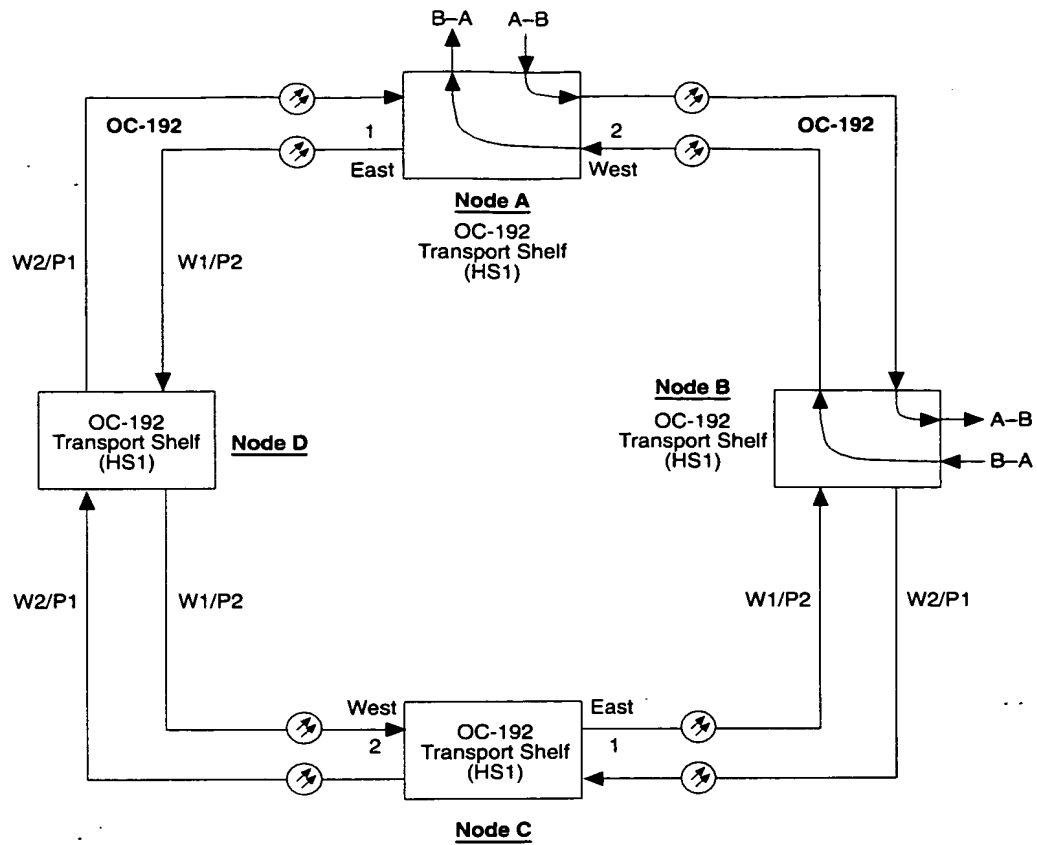 B–A
A–B
OC-192
1
East
2
West
OC-192
Node A
OC-192
Transport Shelf
(HS1)
W2/P1
W1/P2
OC-192
Transport Shelf
(HS1)
Node D
Node B
OC-192
Transport Shelf
(HS1)
A–B
B–A
W2/P1
W1/P2
W1/P2
W2/P1
West
2
OC-192
Transport Shelf
(HS1)
East
1
Node C